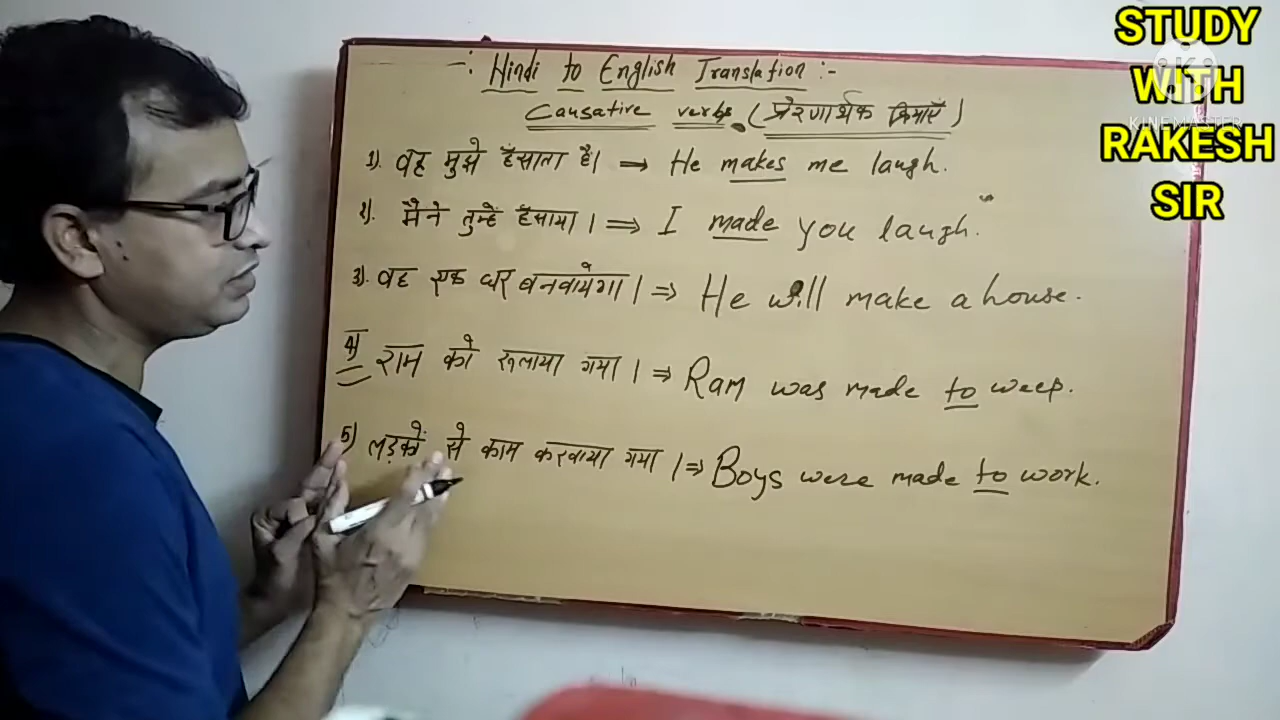 -: Hindi to English Translation :-
Causative verbs. (प्रेरणार्थक क्रियाएँ)
1). वह मुझे हँसाता है। ⇒ He makes me laugh.
2). मैने तुम्हे हँसाया। ⇒ I made you laugh.
3). वह एक घर बनवायेगा। ⇒ He will make a house.
4) राम को रूलाया गया। ⇒ Ram was made to weep.
5) लड़कों से काम करवाया गया। ⇒ Boys were made to work.
STUDY
WITH
RAKESH
SIR
KINEMASTER